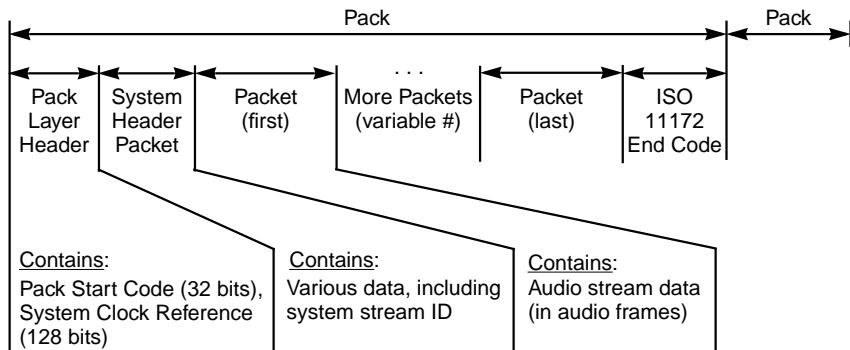 Pack
Pack
Pack
Layer
Header
System
Header
Packet
Packet
(first)
. . .
More Packets
(variable #)
Packet
(last)
ISO
11172
End Code
Contains:
Pack Start Code (32 bits),
System Clock Reference
(128 bits)
Contains:
Various data, including
system stream ID
Contains:
Audio stream data
(in audio frames)